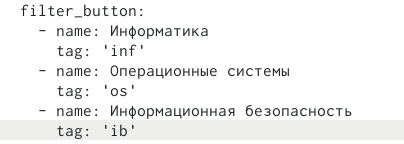 filter_button:
  - name: Информатика
    tag: 'inf'
  - name: Операционные системы
    tag: 'os'
  - name: Информационная безопасность
    tag: 'ib'